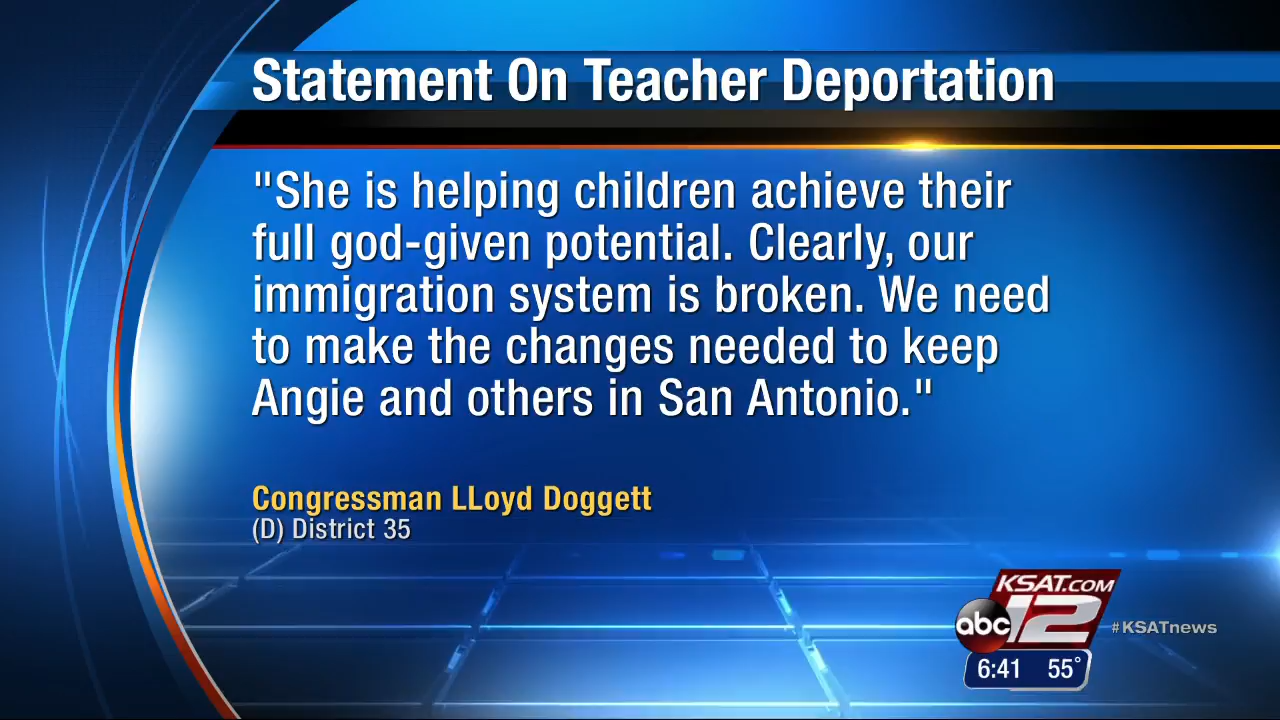 Statement On Teacher Deportation
"She is helping children achieve their
full god-given potential. Clearly, our
immigration system is broken. We need
to make the changes needed to keep
Angie and others in San Antonio."
Congressman LLoyd Doggett
(D) District 35
KSAT.COM
abc 12
#KSATnews
6:41 55°